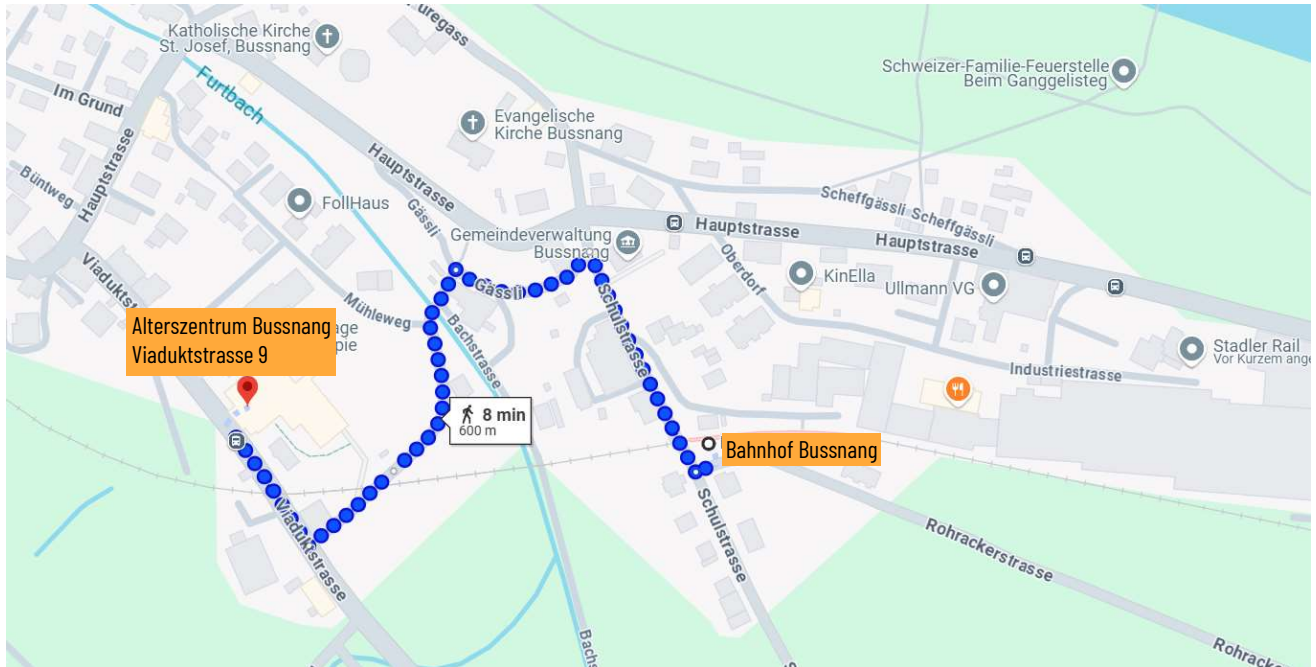 Katholische Kirche
St. Josef, Bussnang
Furtbach
Im Grund
Hauptstrasse
Büntweg
FollHaus
Evangelische
Kirche Bussnang
Hauptstrasse
Gässli
Schweizer-Familie-Feuerstelle
Beim Ganggelisteg
Scheffgässli
Scheffgässli
Hauptstrasse
Hauptstrasse
Gemeindeverwaltung
Bussnang
Oberdorf
KinElla
Ullmann VG
Gässli
Schulstrasse
Mühleweg
Bachstrasse
Alterszentrum Bussnang
Viaduktstrasse 9
Stadler Rail
Industriestrasse
8 min
600 m
Bahnhof Bussnang
Viaduktstrasse
Schulstrasse
Rohrackerstrasse